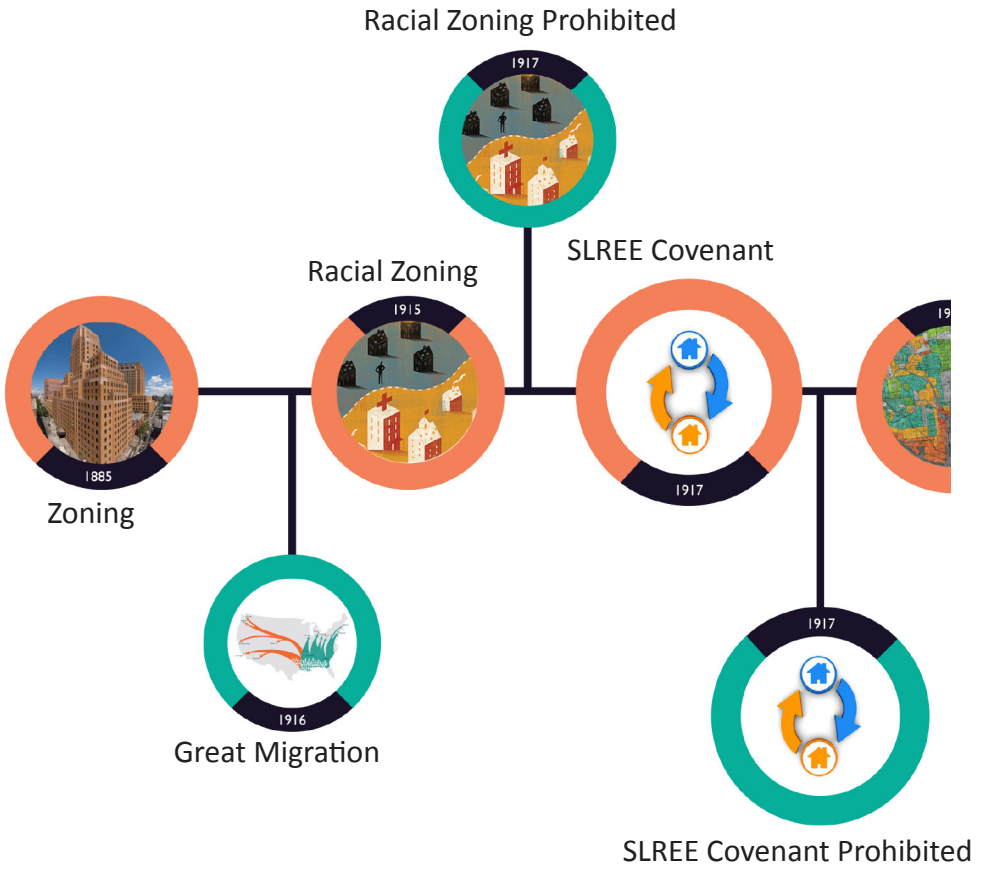 Racial Zoning Prohibited
1917
SLREE Covenant
Racial Zoning
1915
19
1885
1917
Zoning
1917
1916
Great Migration
SLREE Covenant Prohibited